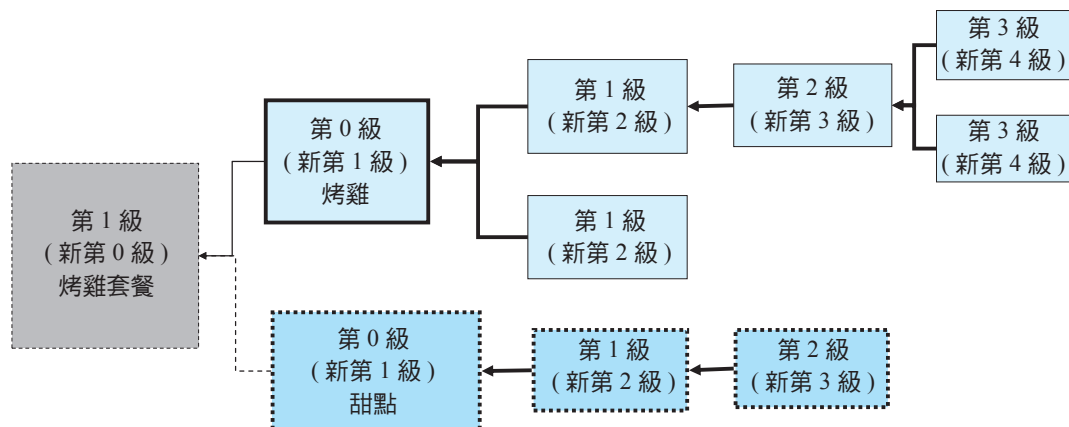 第 3 級
( 新第 4 級 )
第 1 級
( 新第 2 級 )
第 2 級
( 新第 3 級 )
第 0 級
( 新第 1 級 )
烤雞
第 3 級
( 新第 4 級 )
第 1 級
( 新第 0 級 )
烤雞套餐
第 1 級
( 新第 2 級 )
第 0 級
( 新第 1 級 )
甜點
第 1 級
( 新第 2 級 )
第 2 級
( 新第 3 級 )